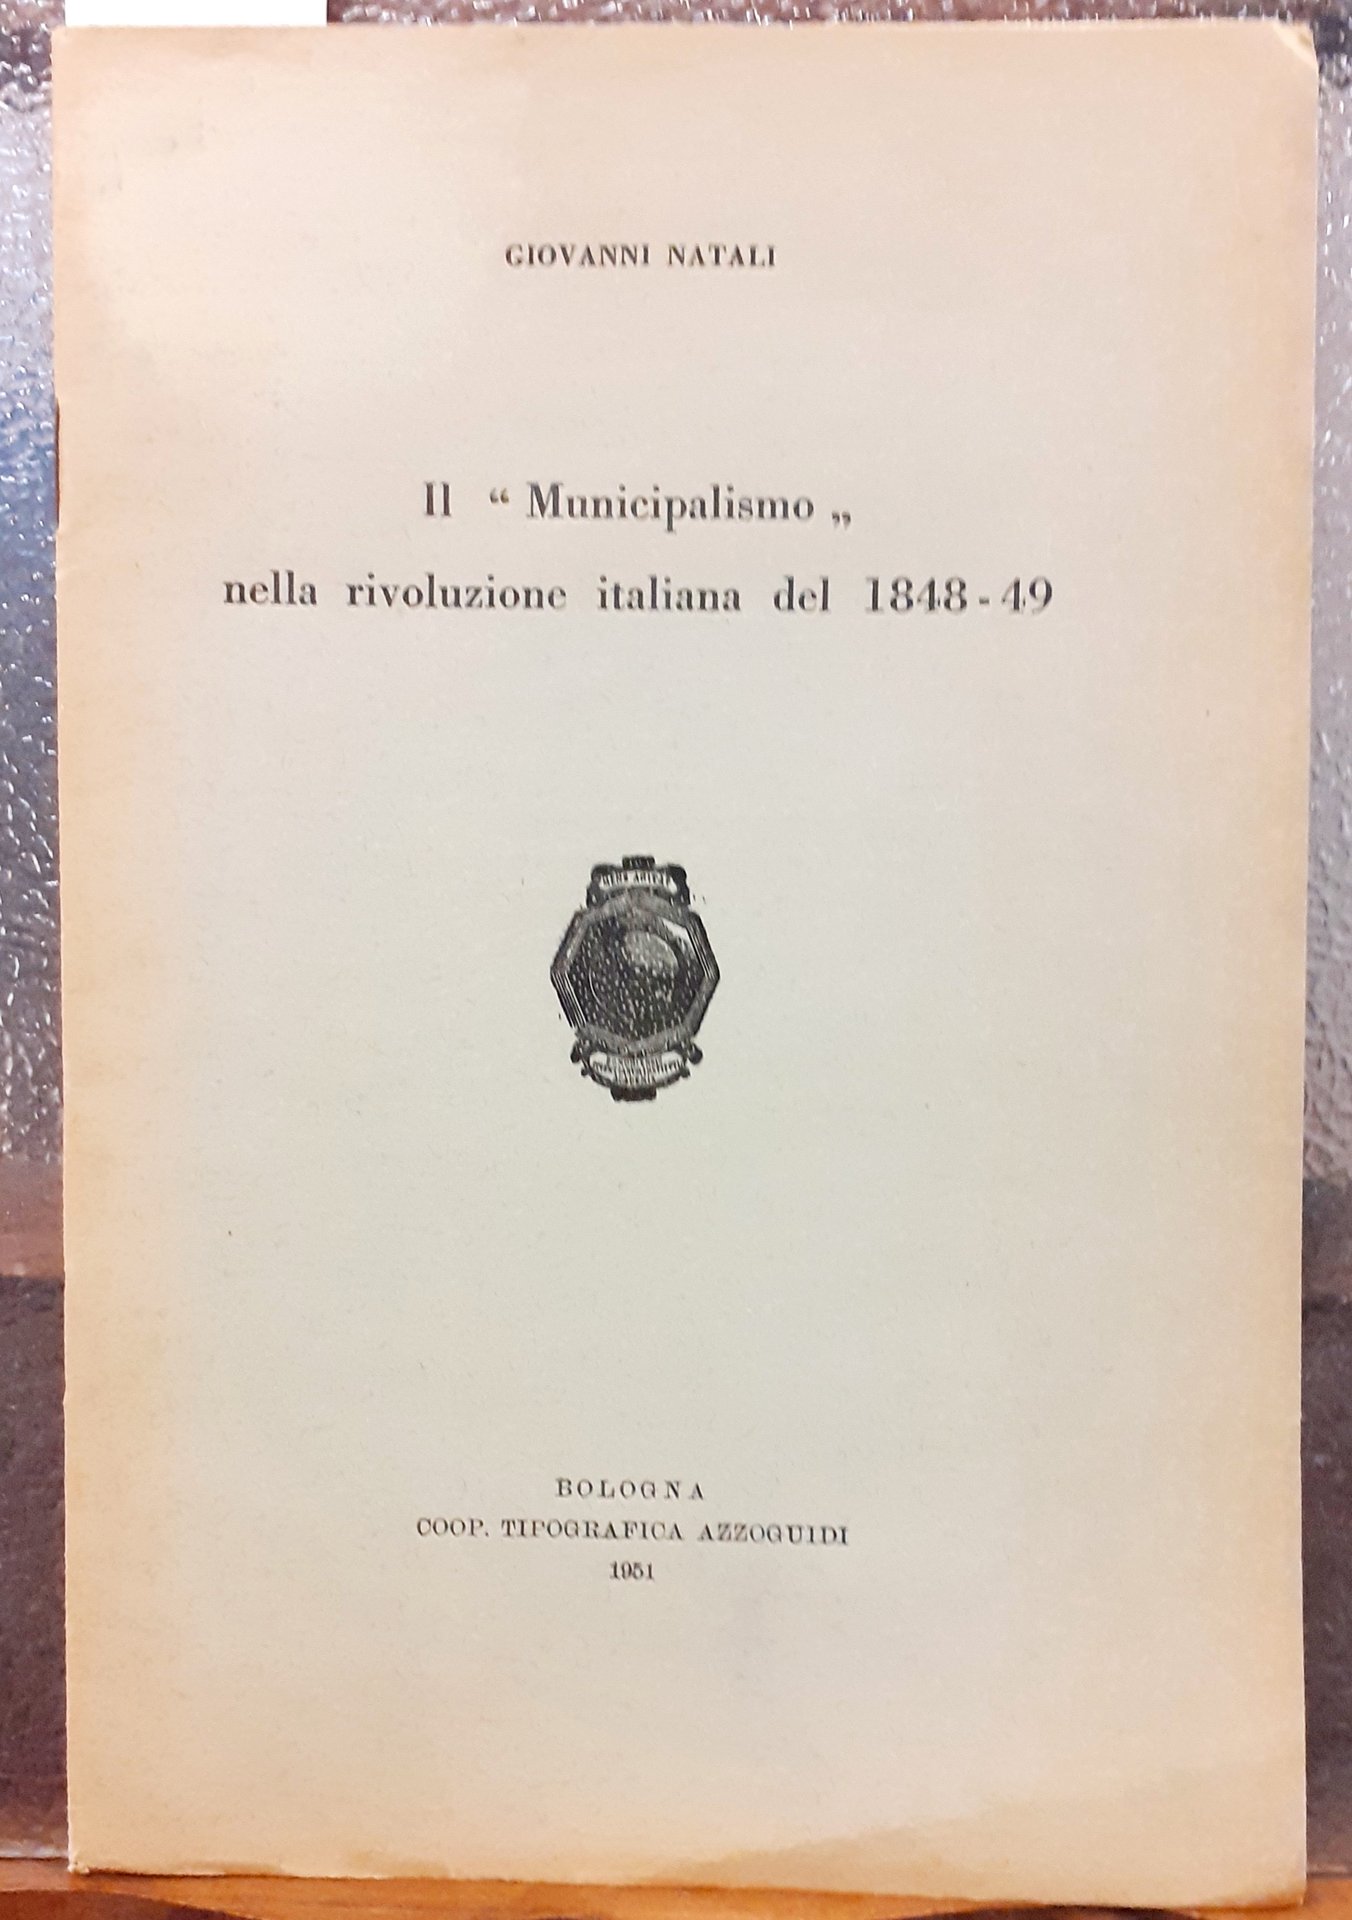 GIOVANNI NATALI
Il “ Municipalismo „
nella rivoluzione italiana del 1848-49
BOLOGNA
COOP. TIPOGRAFICA AZZOGUIDI
1951